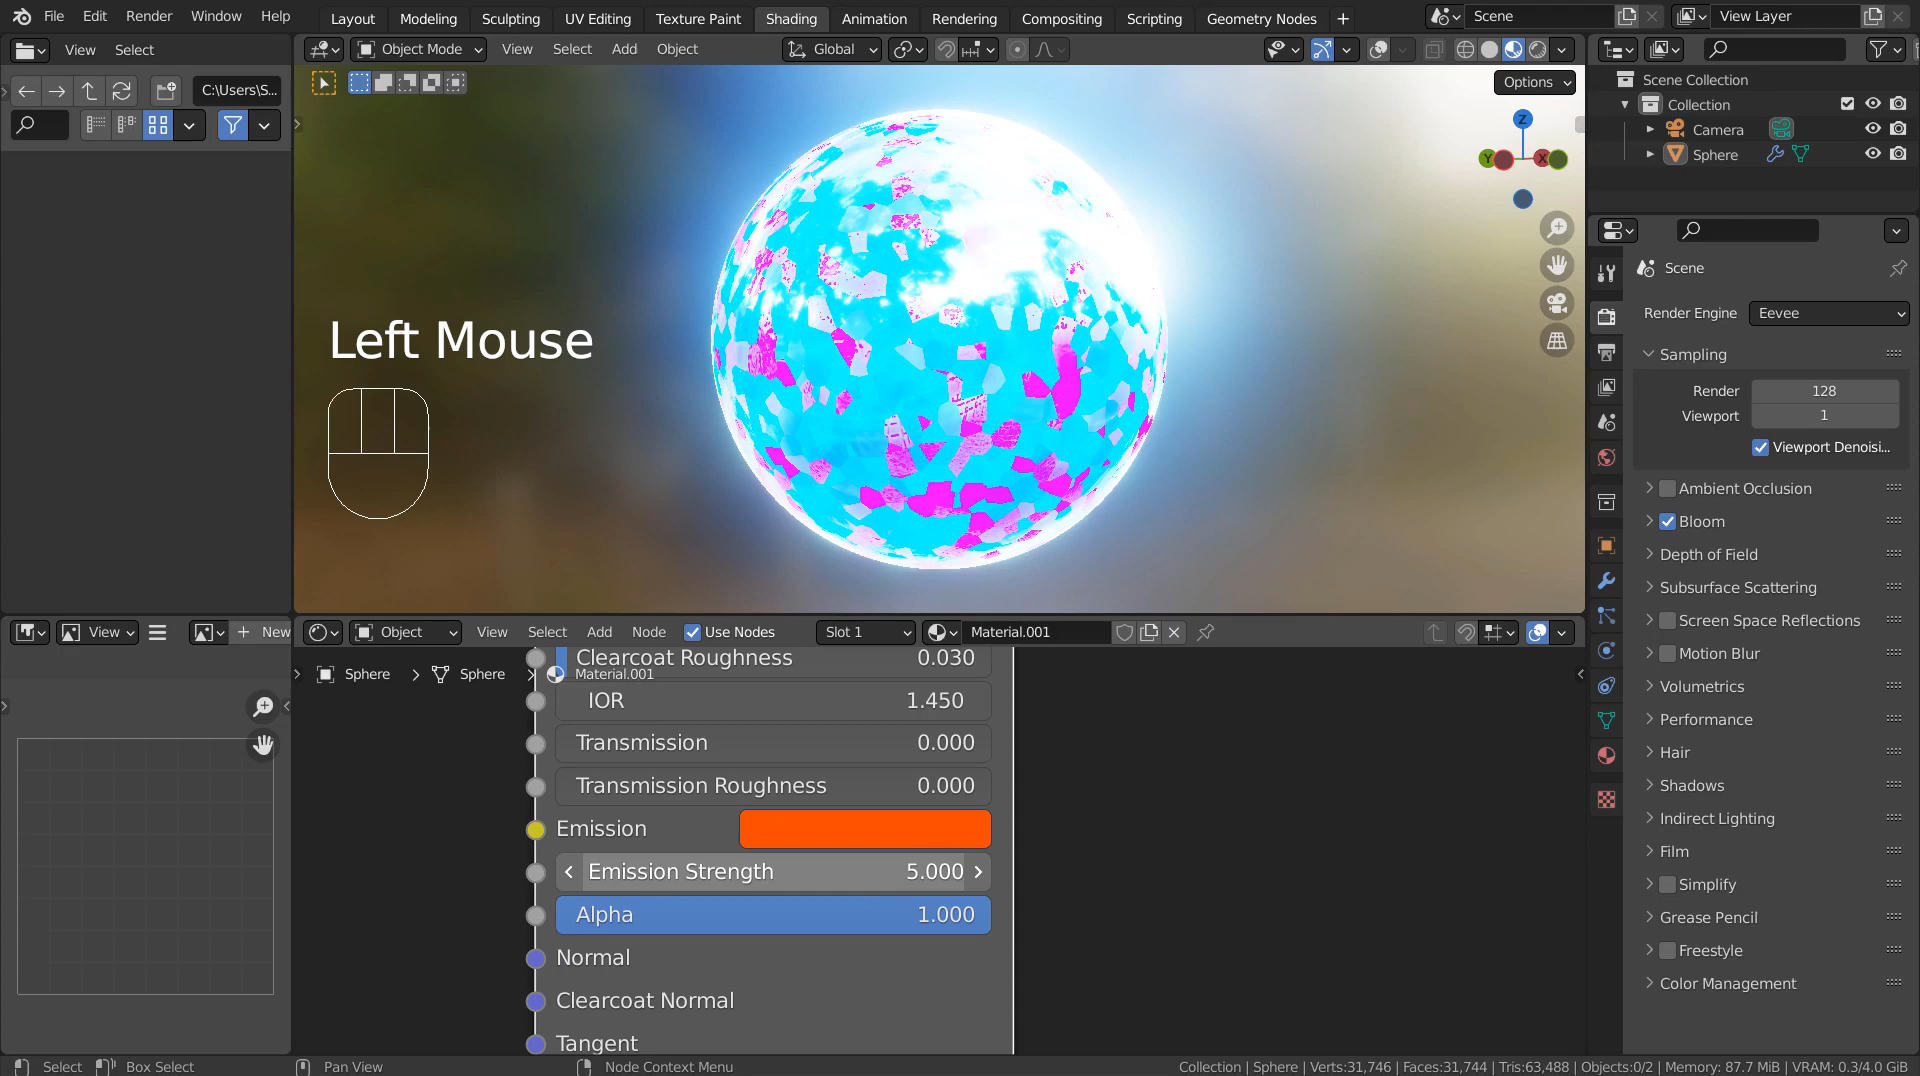 File Edit Render Window Help Layout Modeling Sculpting UV Editing Texture Paint Shading Animation Rendering Compositing Scripting Geometry Nodes + Scene View Layer
View Select Object Mode View Select Add Object Global
C:\Users\S... Options
Scene Collection
Collection
Camera
Sphere
Z
Y X
Left Mouse
Scene
Render Engine Eevee
Sampling
Render 128
Viewport 1
Viewport Denoisi...
Ambient Occlusion
Bloom
Depth of Field
Subsurface Scattering
Screen Space Reflections
Motion Blur
Volumetrics
Performance
Hair
Shadows
Indirect Lighting
Film
Simplify
Grease Pencil
Freestyle
Color Management
View + New Object View Select Add Node Use Nodes Slot 1 Material.001
Sphere > Sphere > Material.001
Clearcoat Roughness 0.030
IOR 1.450
Transmission 0.000
Transmission Roughness 0.000
Emission
Emission Strength 5.000
Alpha 1.000
Normal
Clearcoat Normal
Tangent
Select Box Select Pan View Node Context Menu Collection | Sphere | Verts:31,746 | Faces:31,744 | Tris:63,488 | Objects:0/2 | Memory: 87.7 MiB | VRAM: 0.3/4.0 GiB